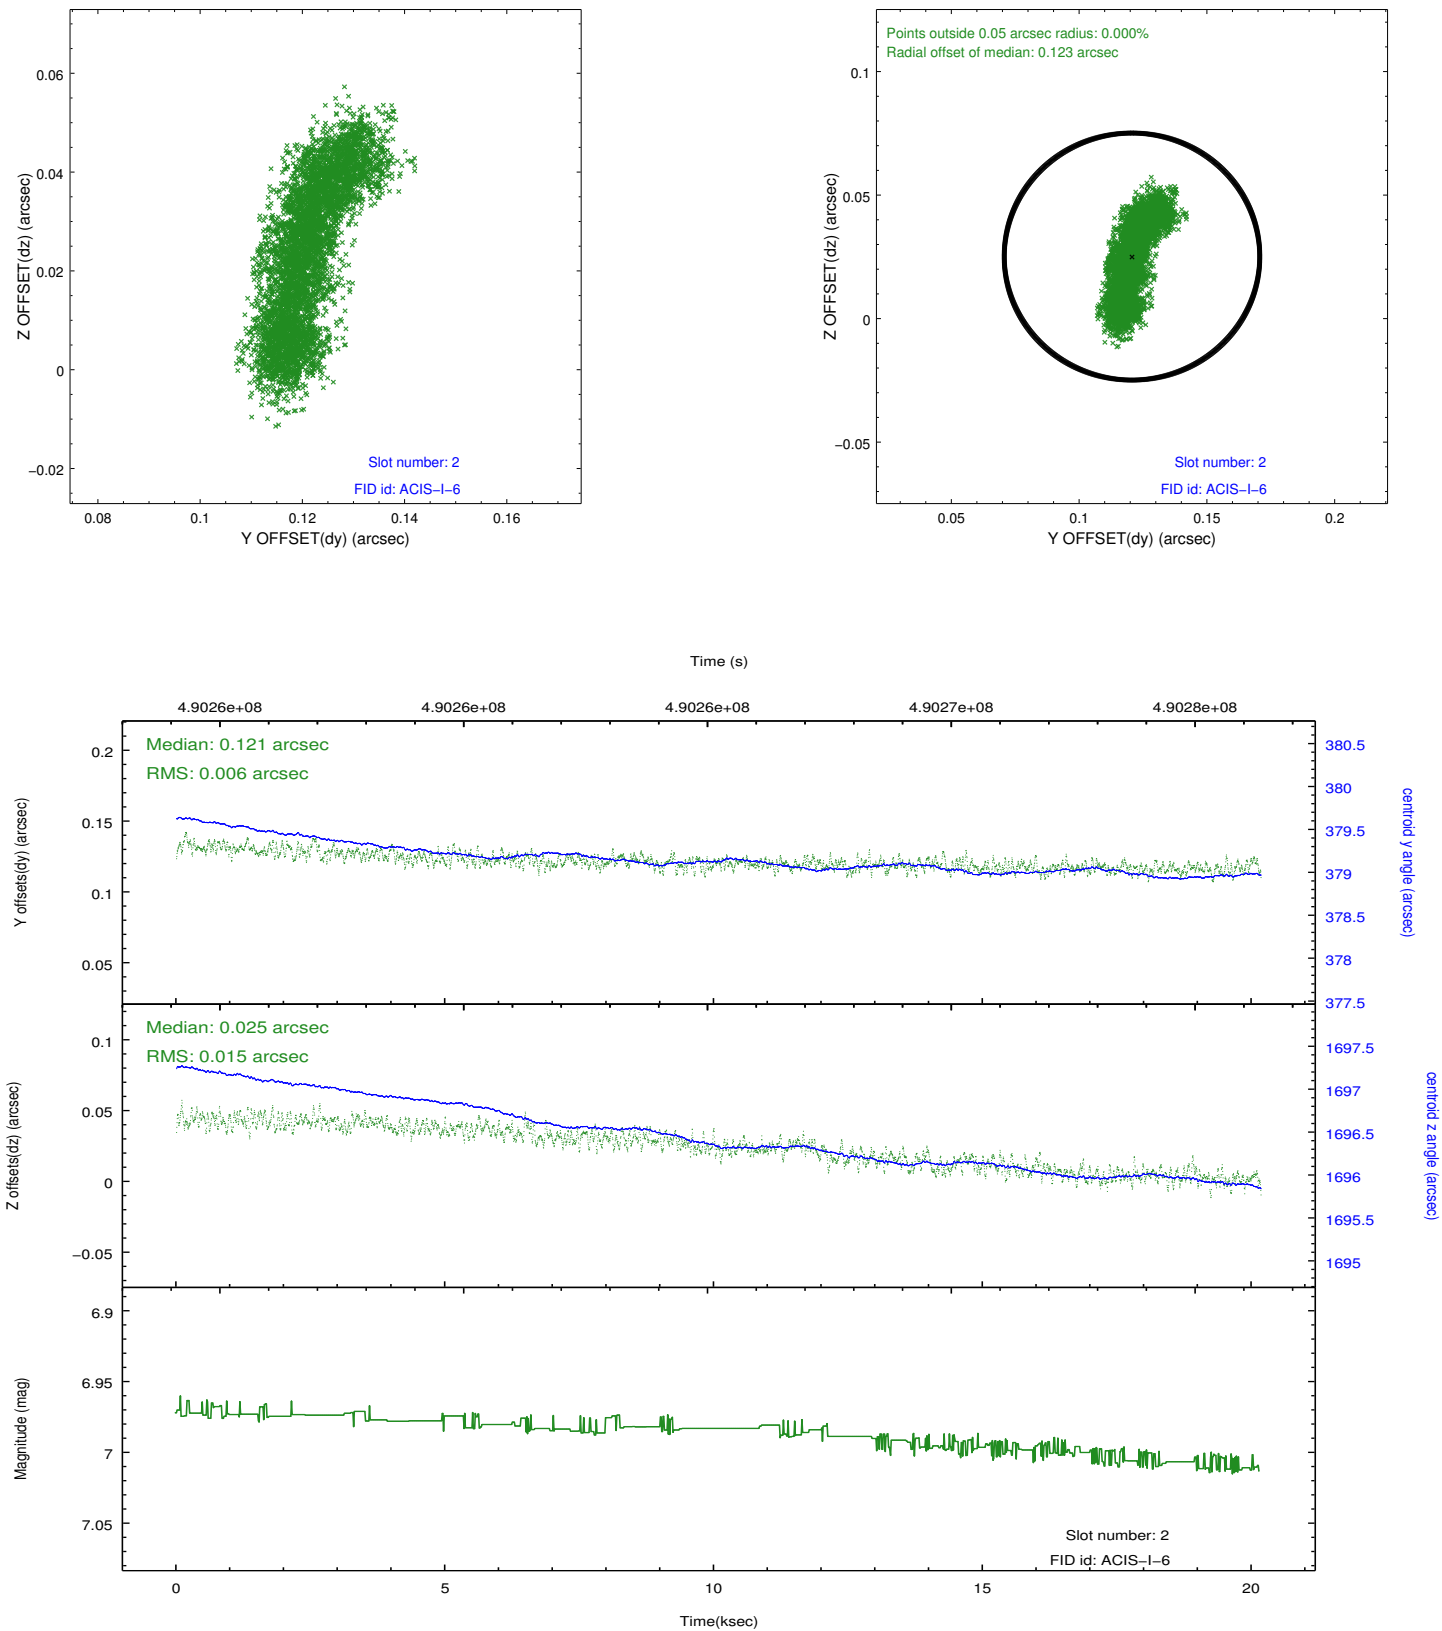 0.06
0.04
0.02
0
−0.02
Z OFFSET(dz) (arcsec)
Slot number: 2
FID id: ACIS−I−6
0.08 0.1 0.12 0.14 0.16
Y OFFSET(dy) (arcsec)
Points outside 0.05 arcsec radius: 0.000%
Radial offset of median: 0.123 arcsec
0.1
0.05
0
−0.05
Z OFFSET(dz) (arcsec)
Slot number: 2
FID id: ACIS−I−6
0.05 0.1 0.15 0.2
Y OFFSET(dy) (arcsec)
Time (s)
4.9026e+08 4.9026e+08 4.9026e+08 4.9027e+08 4.9028e+08
Median: 0.121 arcsec
RMS: 0.006 arcsec
0.2
0.15
0.1
0.05
Y offsets(dy) (arcsec)
380.5
380
379.5
379
378.5
378
377.5
centroid y angle (arcsec)
Median: 0.025 arcsec
RMS: 0.015 arcsec
0.1
0.05
0
−0.05
Z offsets(dz) (arcsec)
1697.5
1697
1696.5
1696
1695.5
1695
centroid z angle (arcsec)
6.9
6.95
7
7.05
Magnitude (mag)
Slot number: 2
FID id: ACIS−I−6
0 5 10 15 20
Time(ksec)